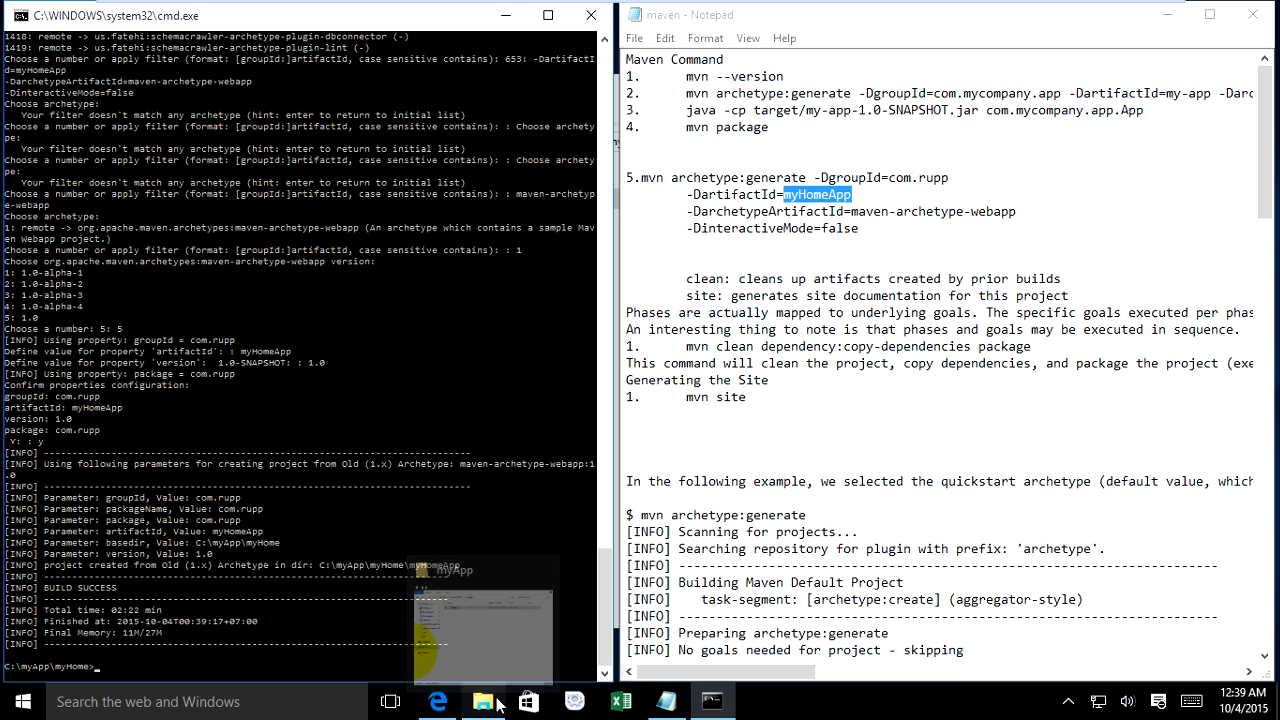 C:\WINDOWS\system32\cmd.exe
1418: remote -> us.fatehi:schemacrawler-archetype-plugin-dbconnector (-)
1419: remote -> us.fatehi:schemacrawler-archetype-plugin-lint (-)
Choose a number or apply filter (format: [groupId:]artifactId, case sensitive contains): 653: -DartifactI
d=myHomeApp
-DarchetypeArtifactId=maven-archetype-webapp
-DinteractiveMode=false
Choose archetype:
Your filter doesn't match any archetype (hint: enter to return to initial list)
Choose a number or apply filter (format: [groupId:]artifactId, case sensitive contains): : Choose archety
pe:
Your filter doesn't match any archetype (hint: enter to return to initial list)
Choose a number or apply filter (format: [groupId:]artifactId, case sensitive contains): : Choose archety
pe:
Your filter doesn't match any archetype (hint: enter to return to initial list)
Choose a number or apply filter (format: [groupId:]artifactId, case sensitive contains): : maven-archetyp
e-webapp
Choose archetype:
1: remote -> org.apache.maven.archetypes:maven-archetype-webapp (An archetype which contains a sample Mav
en Webapp project.)
Choose a number or apply filter (format: [groupId:]artifactId, case sensitive contains): : 1
Choose org.apache.maven.archetypes:maven-archetype-webapp version:
1: 1.0-alpha-1
2: 1.0-alpha-2
3: 1.0-alpha-3
4: 1.0-alpha-4
5: 1.0
Choose a number: 5: 5
[INFO] Using property: groupId = com.rupp
Define value for property 'artifactId': : myHomeApp
Define value for property 'version': 1.0-SNAPSHOT: : 1.0
[INFO] Using property: package = com.rupp
Confirm properties configuration:
groupId: com.rupp
artifactId: myHomeApp
version: 1.0
package: com.rupp
Y: : y
[INFO] ----------------------------------------------------------------------------
[INFO] Using following parameters for creating project from Old (1.x) Archetype: maven-archetype-webapp:1
.0
[INFO] ----------------------------------------------------------------------------
[INFO] Parameter: groupId, Value: com.rupp
[INFO] Parameter: packageName, Value: com.rupp
[INFO] Parameter: package, Value: com.rupp
[INFO] Parameter: artifactId, Value: myHomeApp
[INFO] Parameter: basedir, Value: C:\myApp\myHome
[INFO] Parameter: version, Value: 1.0
[INFO] project created from Old (1.x) Archetype in dir: C:\myApp\myHome\myHomeApp
[INFO] ------------------------------------------------------------------------
[INFO] BUILD SUCCESS
[INFO] ------------------------------------------------------------------------
[INFO] Total time: 02:22 min
[INFO] Finished at: 2015-10-04T00:39:17+07:00
[INFO] Final Memory: 11M/27M
[INFO] ------------------------------------------------------------------------
C:\myApp\myHome>_
myApp
maven - Notepad
File Edit Format View Help
Maven Command
1. mvn --version
2. mvn archetype:generate -DgroupId=com.mycompany.app -DartifactId=my-app -Darc
3. java -cp target/my-app-1.0-SNAPSHOT.jar com.mycompany.app.App
4. mvn package
5.mvn archetype:generate -DgroupId=com.rupp
-DartifactId=myHomeApp
-DarchetypeArtifactId=maven-archetype-webapp
-DinteractiveMode=false
clean: cleans up artifacts created by prior builds
site: generates site documentation for this project
Phases are actually mapped to underlying goals. The specific goals executed per phas
An interesting thing to note is that phases and goals may be executed in sequence.
1. mvn clean dependency:copy-dependencies package
This command will clean the project, copy dependencies, and package the project (exe
Generating the Site
1. mvn site
In the following example, we selected the quickstart archetype (default value, which
$ mvn archetype:generate
[INFO] Scanning for projects...
[INFO] Searching repository for plugin with prefix: 'archetype'.
[INFO] ------------------------------------------------------------------------
[INFO] Building Maven Default Project
[INFO] task-segment: [archetype:create] (aggregator-style)
[INFO] ------------------------------------------------------------------------
[INFO] Preparing archetype:generate
[INFO] No goals needed for project - skipping
Search the web and Windows
12:39 AM
10/4/2015